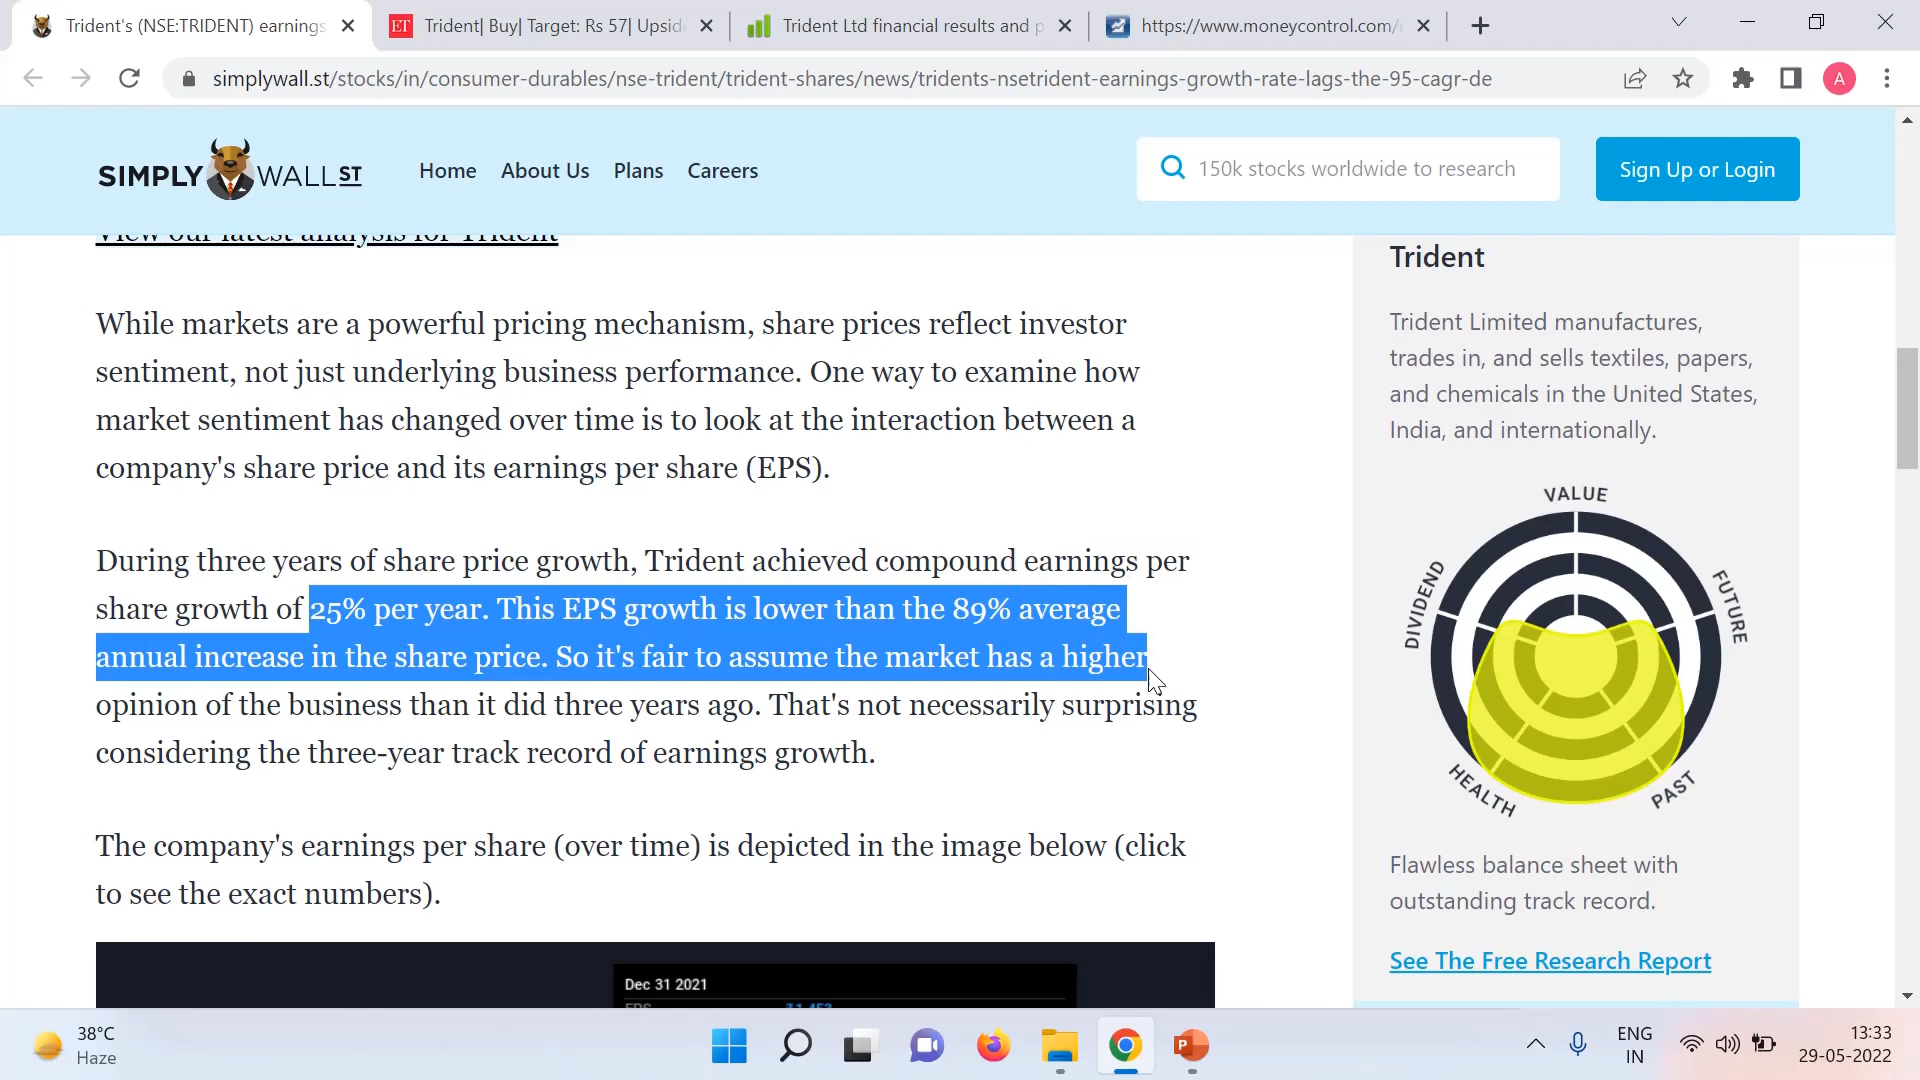 Trident's (NSE:TRIDENT) earnings
ET Trident| Buy| Target: Rs 57| Upsid
Trident Ltd financial results and p
https://www.moneycontrol.com/
simplywall.st/stocks/in/consumer-durables/nse-trident/trident-shares/news/tridents-nsetrident-earnings-growth-rate-lags-the-95-cagr-de
A
SIMPLY WALL ST
Home About Us Plans Careers
150k stocks worldwide to research
Sign Up or Login
View our latest analysis for Trident
While markets are a powerful pricing mechanism, share prices reflect investor
sentiment, not just underlying business performance. One way to examine how
market sentiment has changed over time is to look at the interaction between a
company's share price and its earnings per share (EPS).
During three years of share price growth, Trident achieved compound earnings per
share growth of 25% per year. This EPS growth is lower than the 89% average
annual increase in the share price. So it's fair to assume the market has a higher
opinion of the business than it did three years ago. That's not necessarily surprising
considering the three-year track record of earnings growth.
The company's earnings per share (over time) is depicted in the image below (click
to see the exact numbers).
Dec 31 2021
EPS ₹1.453
Trident
Trident Limited manufactures,
trades in, and sells textiles, papers,
and chemicals in the United States,
India, and internationally.
VALUE
FUTURE
PAST
HEALTH
DIVIDEND
Flawless balance sheet with
outstanding track record.
See The Free Research Report
38°C
Haze
P
ENG
IN
13:33
29-05-2022